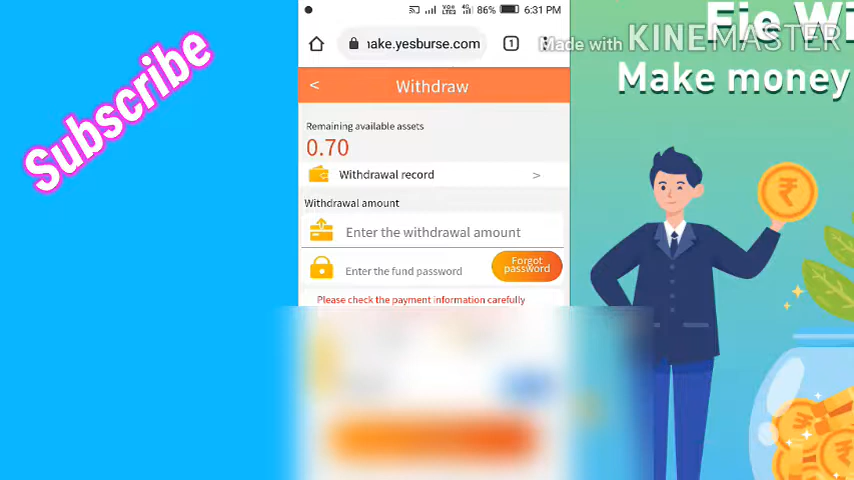 Subscribe
86% 6:31 PM
nake.yesburse.com
1
Made with KINEMASTER
< Withdraw
Make money
Remaining available assets
0.70
Withdrawal record >
Withdrawal amount
Enter the withdrawal amount
Enter the fund password
Forgot
password
Please check the payment information carefully